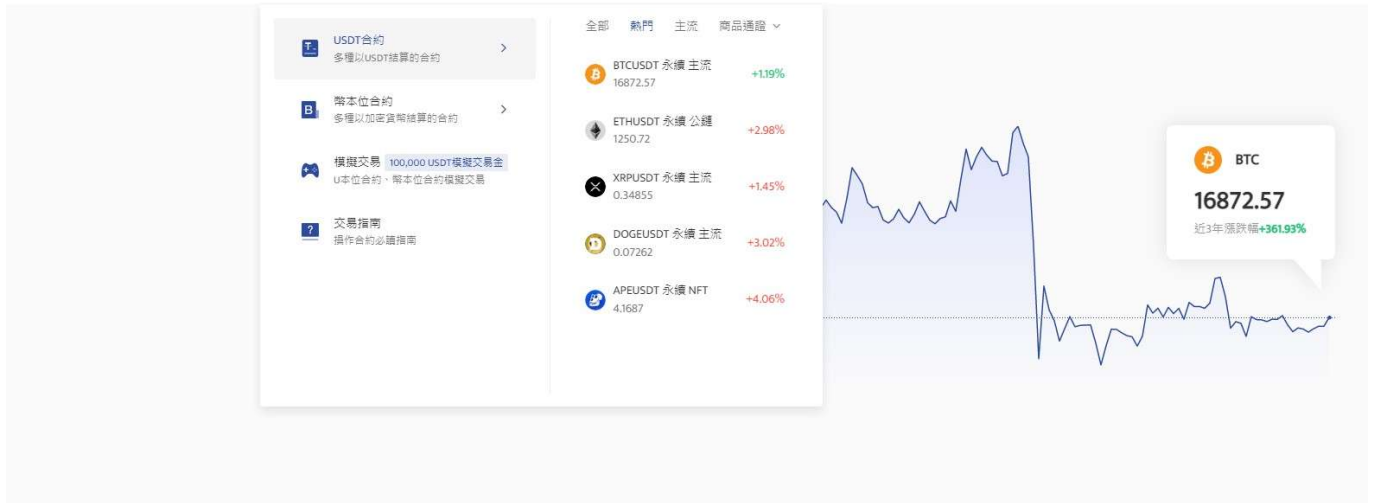 USDT合約
多種以USDT結算的合約
幣本位合約
多種以加密貨幣結算的合約
模擬交易 100,000 USDT模擬交易金
U本位合約、幣本位合約模擬交易
交易指南
操作合約必讀指南
全部 熱門 主流 商品通證
BTCUSDT 永續 主流
16872.57
+1.19%
ETHUSDT 永續 公鏈
1250.72
+2.98%
XRPUSDT 永續 主流
0.34855
+1.45%
DOGEUSDT 永續 主流
0.07262
+3.02%
APEUSDT 永續 NFT
4.1687
+4.06%
BTC
16872.57
近3年漲跌幅+361.93%